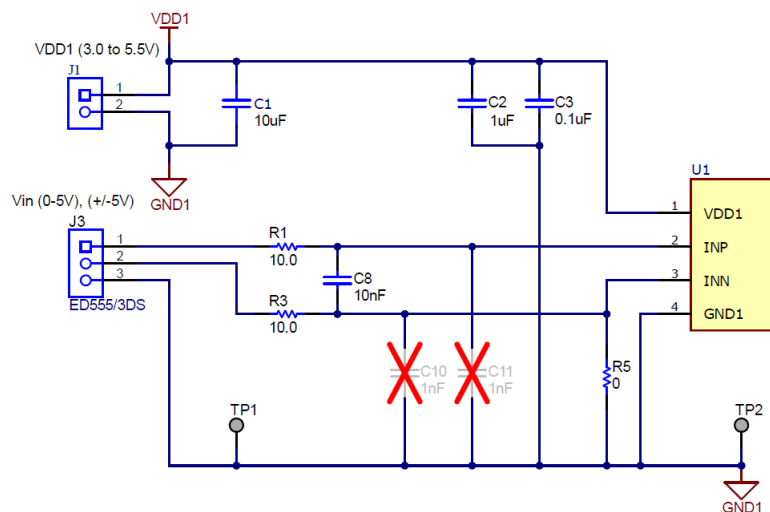 VDD1
VDD1 (3.0 to 5.5V)
J1
1
2
C1
10uF
C2
1uF
C3
0.1uF
GND1
Vin (0-5V), (+/-5V)
J3
1
2
3
ED555/3DS
R1
10.0
C8
10nF
R3
10.0
C10
1nF
C11
1nF
R5
0
U1
1
VDD1
2
INP
3
INN
4
GND1
TP1
TP2
GND1